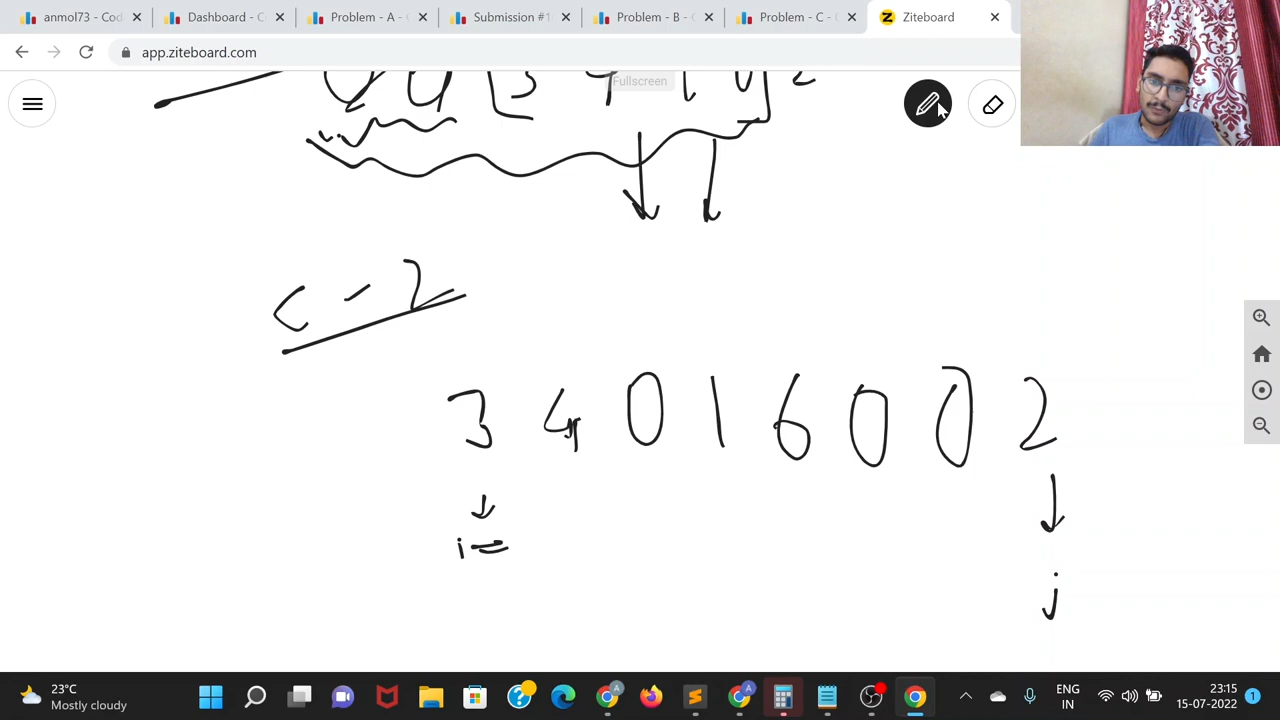 anmol73 - Cod
Dashboard - C
Problem - A - C
Submission #1
Problem - B - C
Problem - C - C
Ziteboard
app.ziteboard.com
Fullscreen
c - 2
3 4 0 1 6 0 0 2
i =
j
23°C
Mostly cloudy
ENG
IN
23:15
15-07-2022